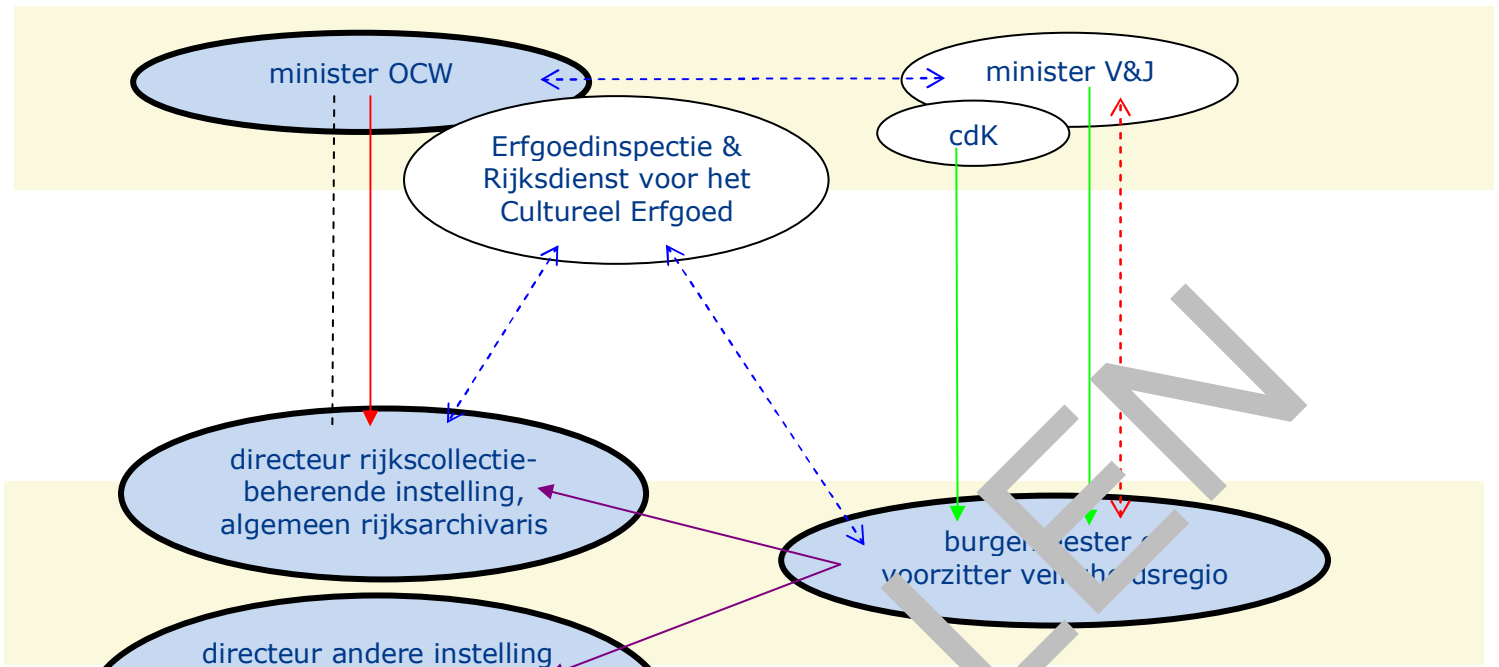 minister OCW
minister V&J
cdK
Erfgoedinspectie &
Rijksdienst voor het
Cultureel Erfgoed
directeur rijkscollectie-
beherende instelling,
algemeen rijksarchivaris
voorzitter
directeur andere instelling
LEN